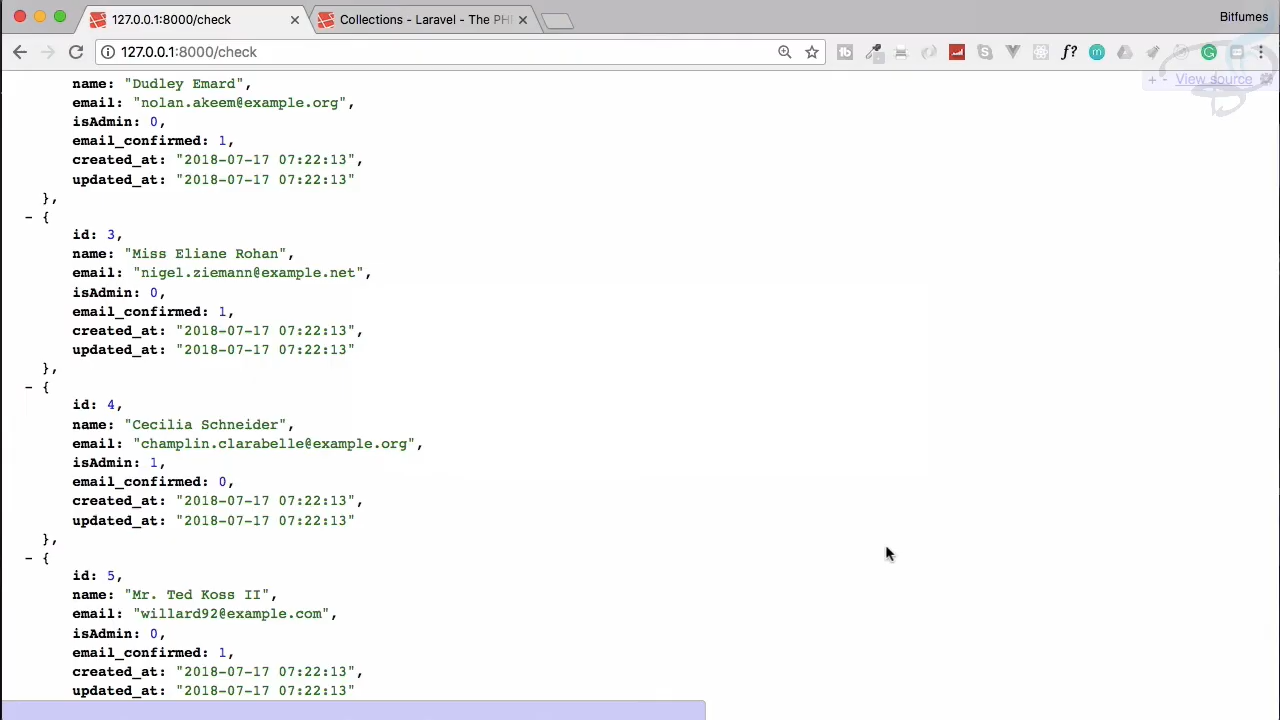 127.0.0.1:8000/check
Collections - Laravel - The PH
Bitfumes
127.0.0.1:8000/check
+ - View source
name: "Dudley Emard",
email: "nolan.akeem@example.org",
isAdmin: 0,
email_confirmed: 1,
created_at: "2018-07-17 07:22:13",
updated_at: "2018-07-17 07:22:13"
},
- {
id: 3,
name: "Miss Eliane Rohan",
email: "nigel.ziemann@example.net",
isAdmin: 0,
email_confirmed: 1,
created_at: "2018-07-17 07:22:13",
updated_at: "2018-07-17 07:22:13"
},
- {
id: 4,
name: "Cecilia Schneider",
email: "champlin.clarabelle@example.org",
isAdmin: 1,
email_confirmed: 0,
created_at: "2018-07-17 07:22:13",
updated_at: "2018-07-17 07:22:13"
},
- {
id: 5,
name: "Mr. Ted Koss II",
email: "willard92@example.com",
isAdmin: 0,
email_confirmed: 1,
created_at: "2018-07-17 07:22:13",
updated_at: "2018-07-17 07:22:13"